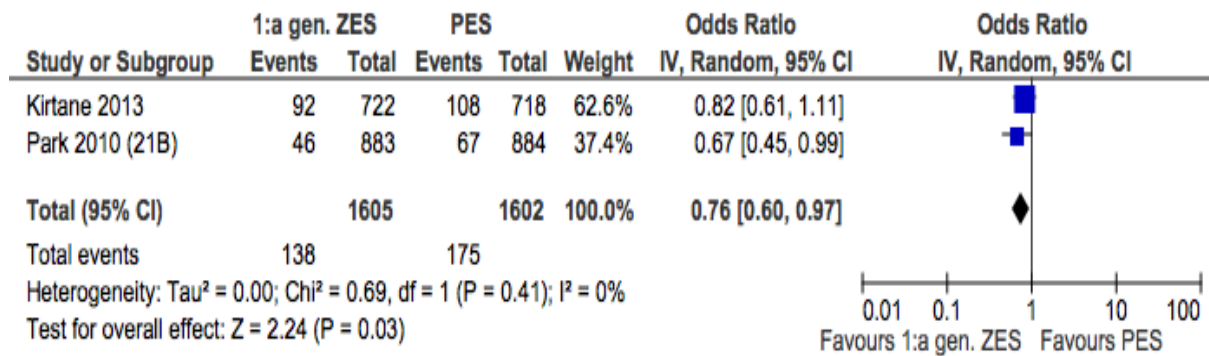 1:a gen. ZES PES Odds Ratio Odds Ratio
Study or Subgroup Events Total Events Total Weight IV, Random, 95% CI IV, Random, 95% CI
Kirtane 2013 92 722 108 718 62.6% 0.82 [0.61, 1.11]
Park 2010 (21B) 46 883 67 884 37.4% 0.67 [0.45, 0.99]
Total (95% CI) 1605 1602 100.0% 0.76 [0.60, 0.97]
Total events 138 175
Heterogeneity: Tau² = 0.00; Chi² = 0.69, df = 1 (P = 0.41); I² = 0%
Test for overall effect: Z = 2.24 (P = 0.03)
0.01 0.1 1 10 100
Favours 1:a gen. ZES Favours PES